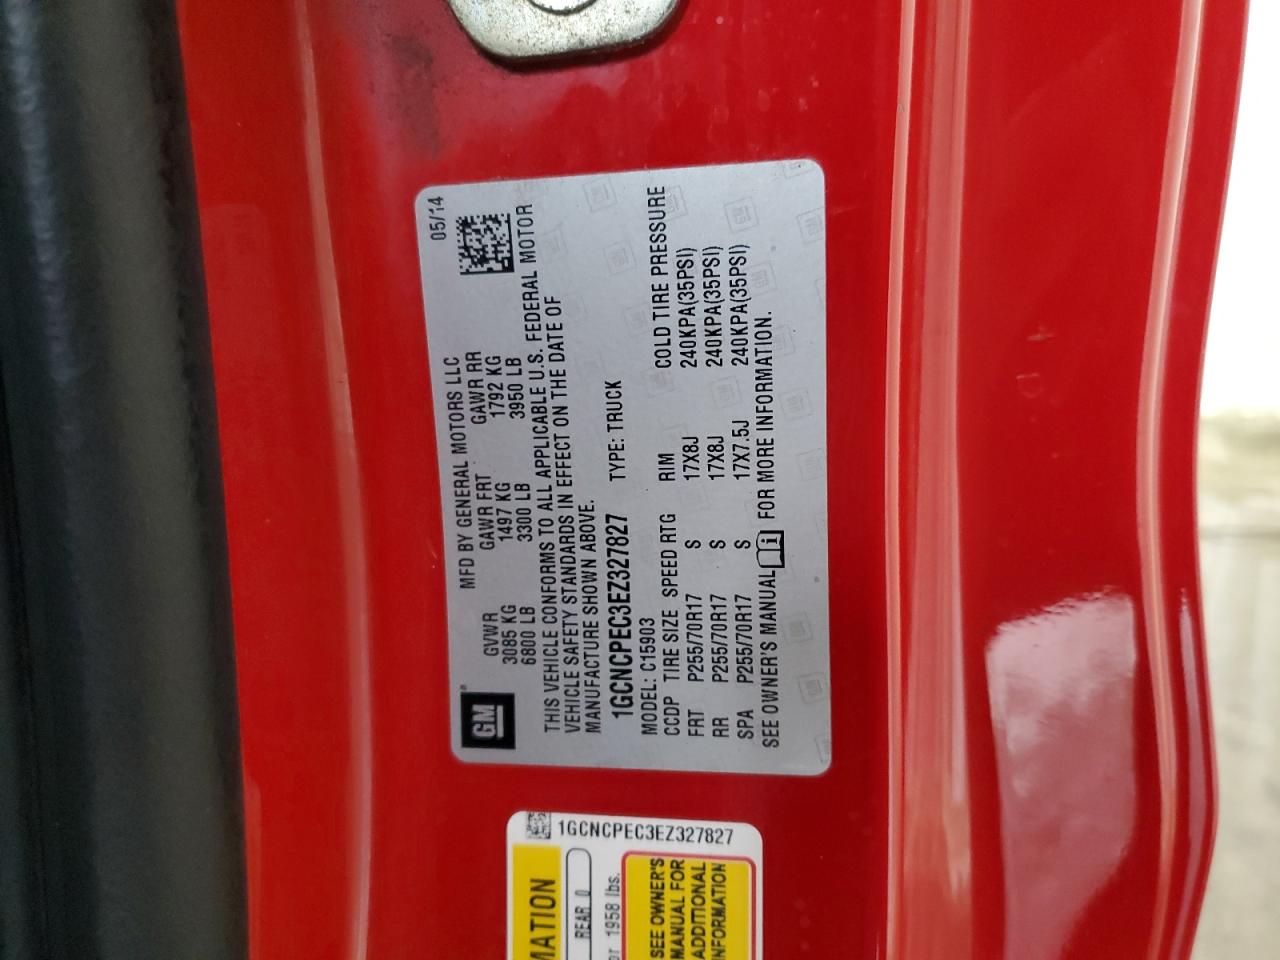 05/14
MFD BY GENERAL MOTORS LLC
GM
GVWR GAWR FRT GAWR RR
3085 KG 1497 KG 1792 KG
6800 LB 3300 LB 3950 LB
THIS VEHICLE CONFORMS TO ALL APPLICABLE U.S. FEDERAL MOTOR
VEHICLE SAFETY STANDARDS IN EFFECT ON THE DATE OF
MANUFACTURE SHOWN ABOVE.
1GCNCPEC3EZ327827 TYPE: TRUCK
MODEL: C15903
CCDP TIRE SIZE SPEED RTG RIM COLD TIRE PRESSURE
FRT P255/70R17 S 17X8J 240KPA(35PSI)
RR P255/70R17 S 17X8J 240KPA(35PSI)
SPA P255/70R17 S 17X7.5J 240KPA(35PSI)
SEE OWNER'S MANUAL FOR MORE INFORMATION.
1GCNCPEC3EZ327827
MATION
REAR 0
or 1958 lbs.
SEE OWNER'S
MANUAL FOR
ADDITIONAL
INFORMATION